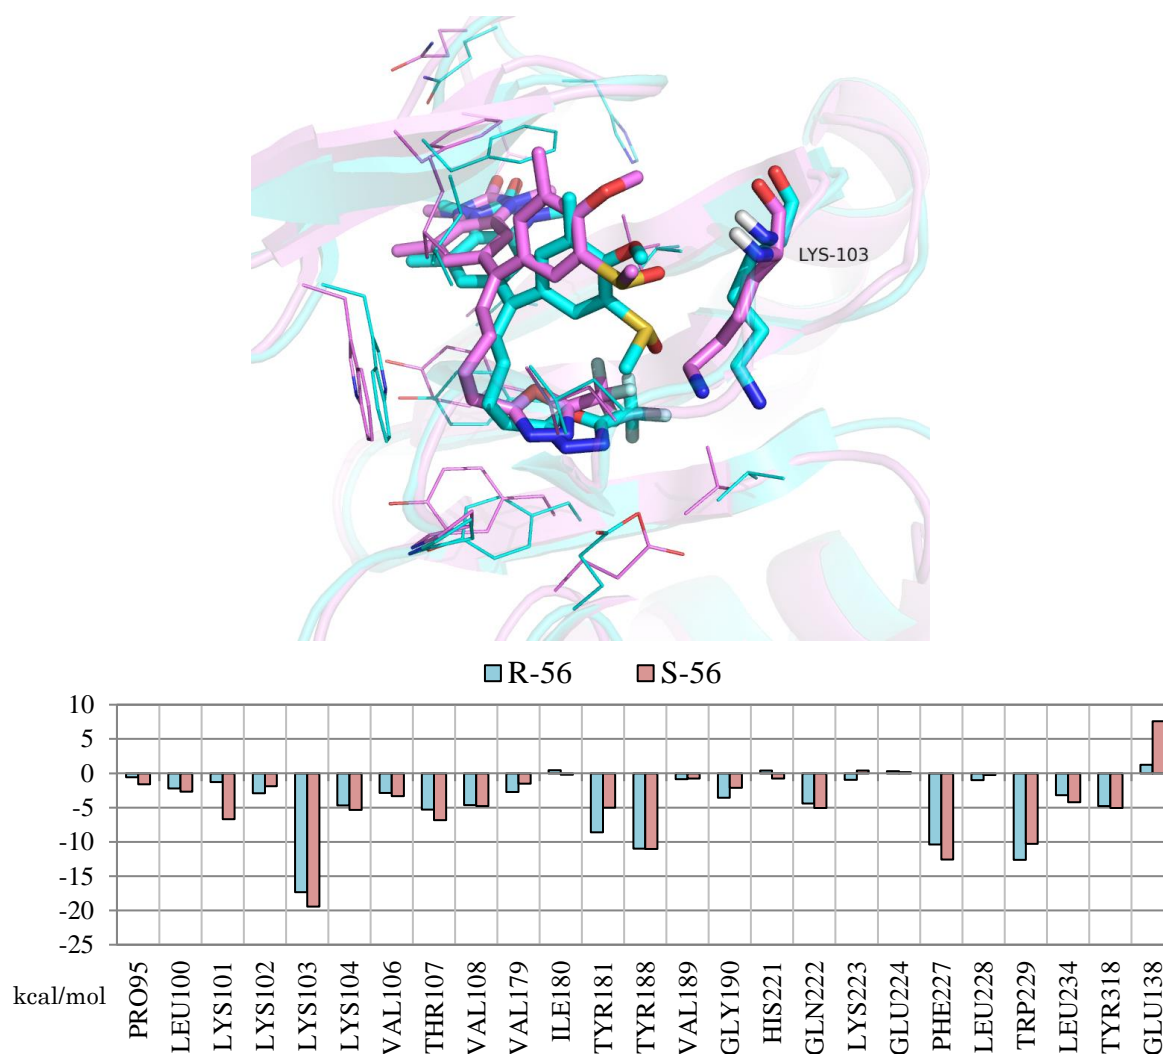 LYS-103
R-56 S-56
10
5
0
-5
-10
-15
-20
-25
kcal/mol
PRO95
LEU100
LYS101
LYS102
LYS103
LYS104
VAL106
THR107
VAL108
VAL179
ILE180
TYR181
TYR188
VAL189
GLY190
HIS221
GLN222
LYS223
GLU224
PHE227
LEU228
TRP229
LEU234
TYR318
GLU138